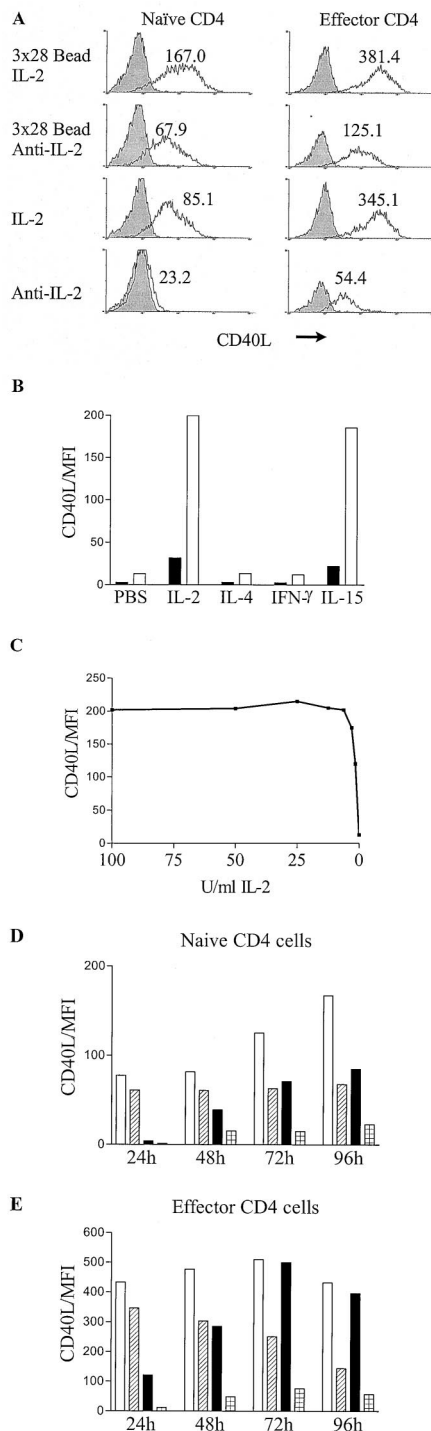 A
Naïve CD4
Effector CD4
3x28 Bead
IL-2
167.0
381.4
3x28 Bead
Anti-IL-2
67.9
125.1
IL-2
85.1
345.1
Anti-IL-2
23.2
54.4
CD40L
B
CD40L/MFI
200
150
100
50
0
PBS IL-2 IL-4 IFN-γ IL-15
C
CD40L/MFI
250
200
150
100
50
0
100 75 50 25 0
U/ml IL-2
D
Naive CD4 cells
CD40L/MFI
200
100
0
24h 48h 72h 96h
E
Effector CD4 cells
CD40L/MFI
600
500
400
300
200
100
0
24h 48h 72h 96h